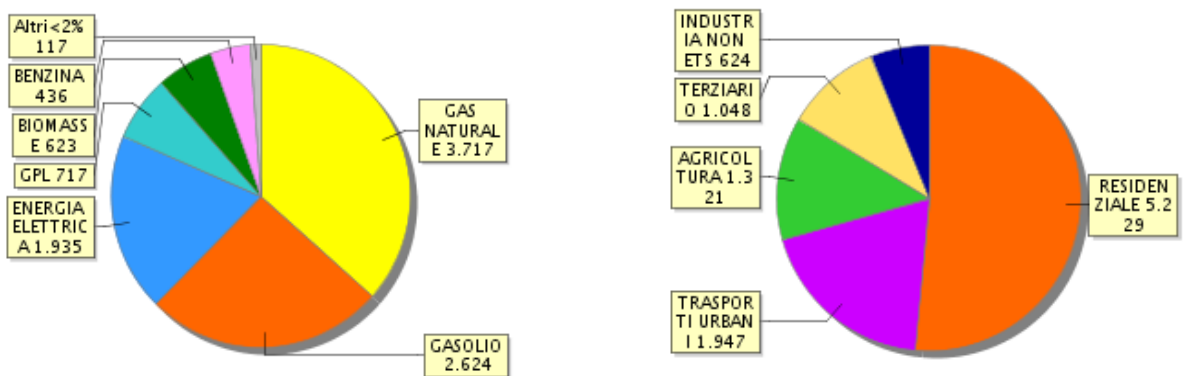 Altri<2%
117
BENZINA
436
BIOMASS
E 623
GPL 717
ENERGIA
ELETTRIC
A 1.935
GAS
NATURAL
E 3.717
GASOLIO
2.624
INDUSTR
IA NON
ETS 624
TERZIARI
O 1.048
AGRICOL
TURA 1.3
21
TRASPOR
TI URBAN
I 1.947
RESIDEN
ZIALE 5.2
29